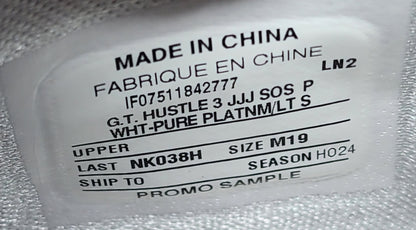 MADE IN CHINA
FABRIQUE EN CHINE
LN2
IF07511842777
G.T. HUSTLE 3 JJJ SOS P
WHT-PURE PLATNM/LT S
UPPER
LAST NK038H SIZE M19
SHIP TO SEASON HO24
PROMO SAMPLE